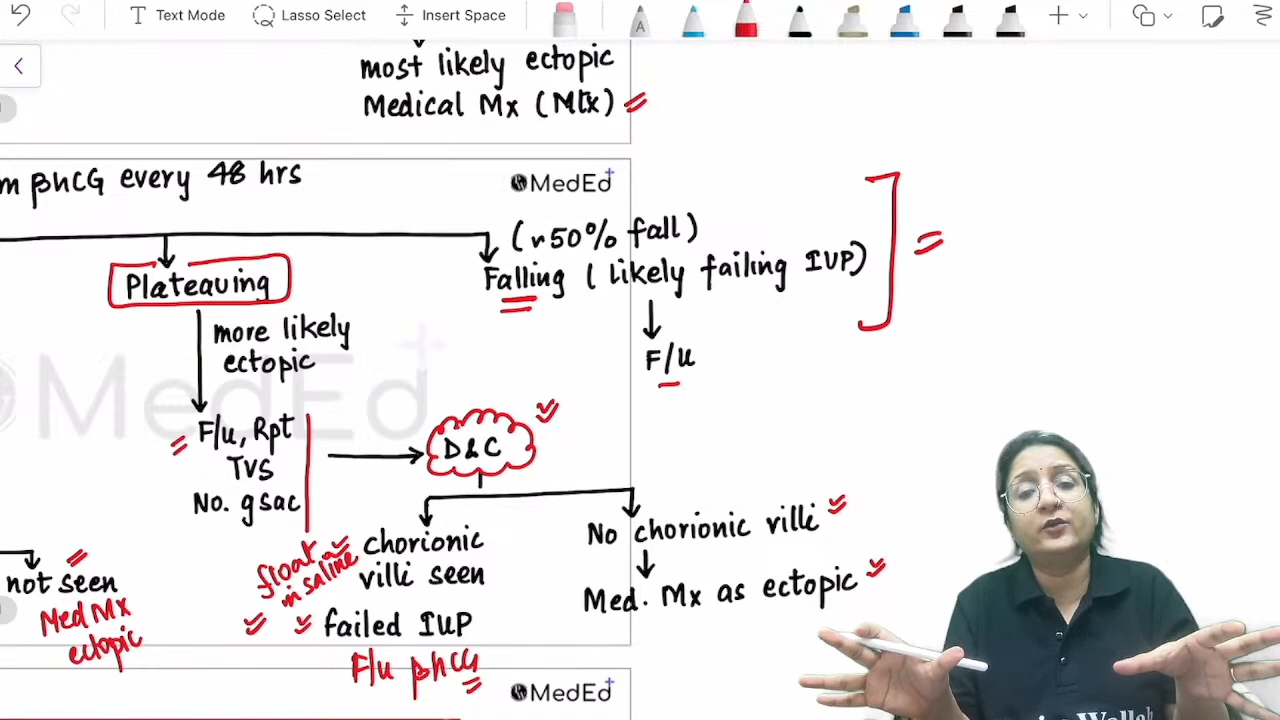 Text Mode
Lasso Select
Insert Space
most likely ectopic
Medical Mx (Mtx)
m βhCG every 48 hrs
MedEd
(~50% fall)
Plateauing
Falling (likely failing IUP)
more likely
ectopic
F/u
MedEd
F/u, Rpt
TVS
No. gsac
D&C
chorionic
villi seen
No chorionic villi
float
in saline
not seen
Med Mx
ectopic
failed IUP
Med. Mx as ectopic
F/u βhCG
MedEd